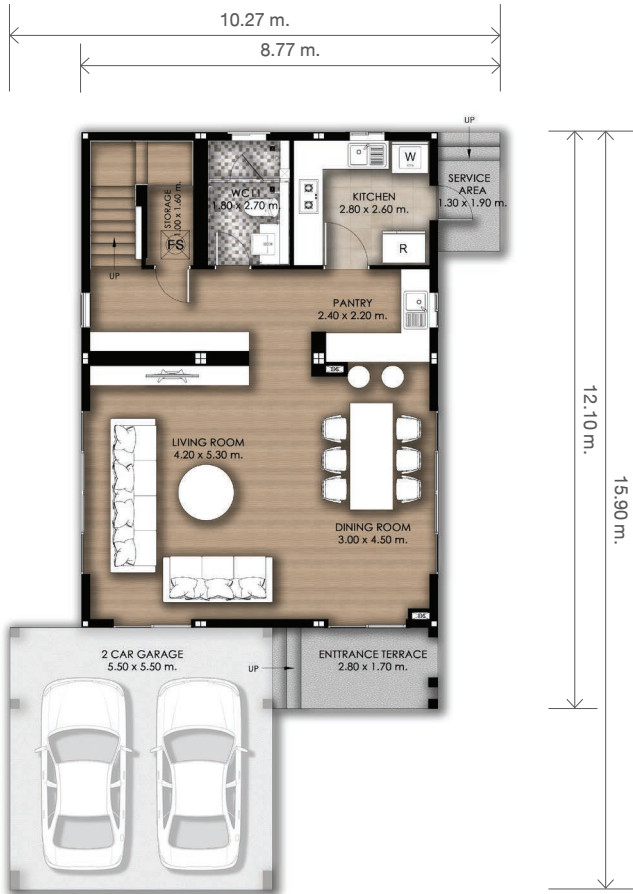 10.27 m.
8.77 m.
UP
W
SERVICE
AREA
1.30 x 1.90 m.
WC1.1
1.80 x 2.70 m.
KITCHEN
2.80 x 2.60 m.
STORAGE
1.00 x 1.60 m.
FS
R
UP
PANTRY
2.40 x 2.20 m.
12.10 m.
15.90 m.
LIVING ROOM
4.20 x 5.30 m.
DINING ROOM
3.00 x 4.50 m.
2 CAR GARAGE
5.50 x 5.50 m.
UP
ENTTRANCE TERRACE
2.80 x 1.70 m.